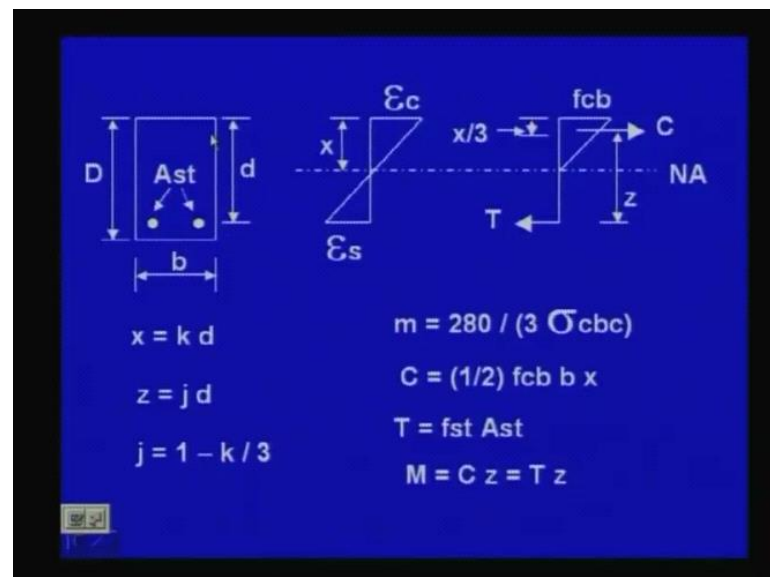 εc
fcb
x
x/3
C
D
Ast
d
NA
z
T
b
εs
x = k d
m = 280 / (3 σcbc)
C = (1/2) fcb b x
z = j d
T = fst Ast
j = 1 – k / 3
M = C z = T z